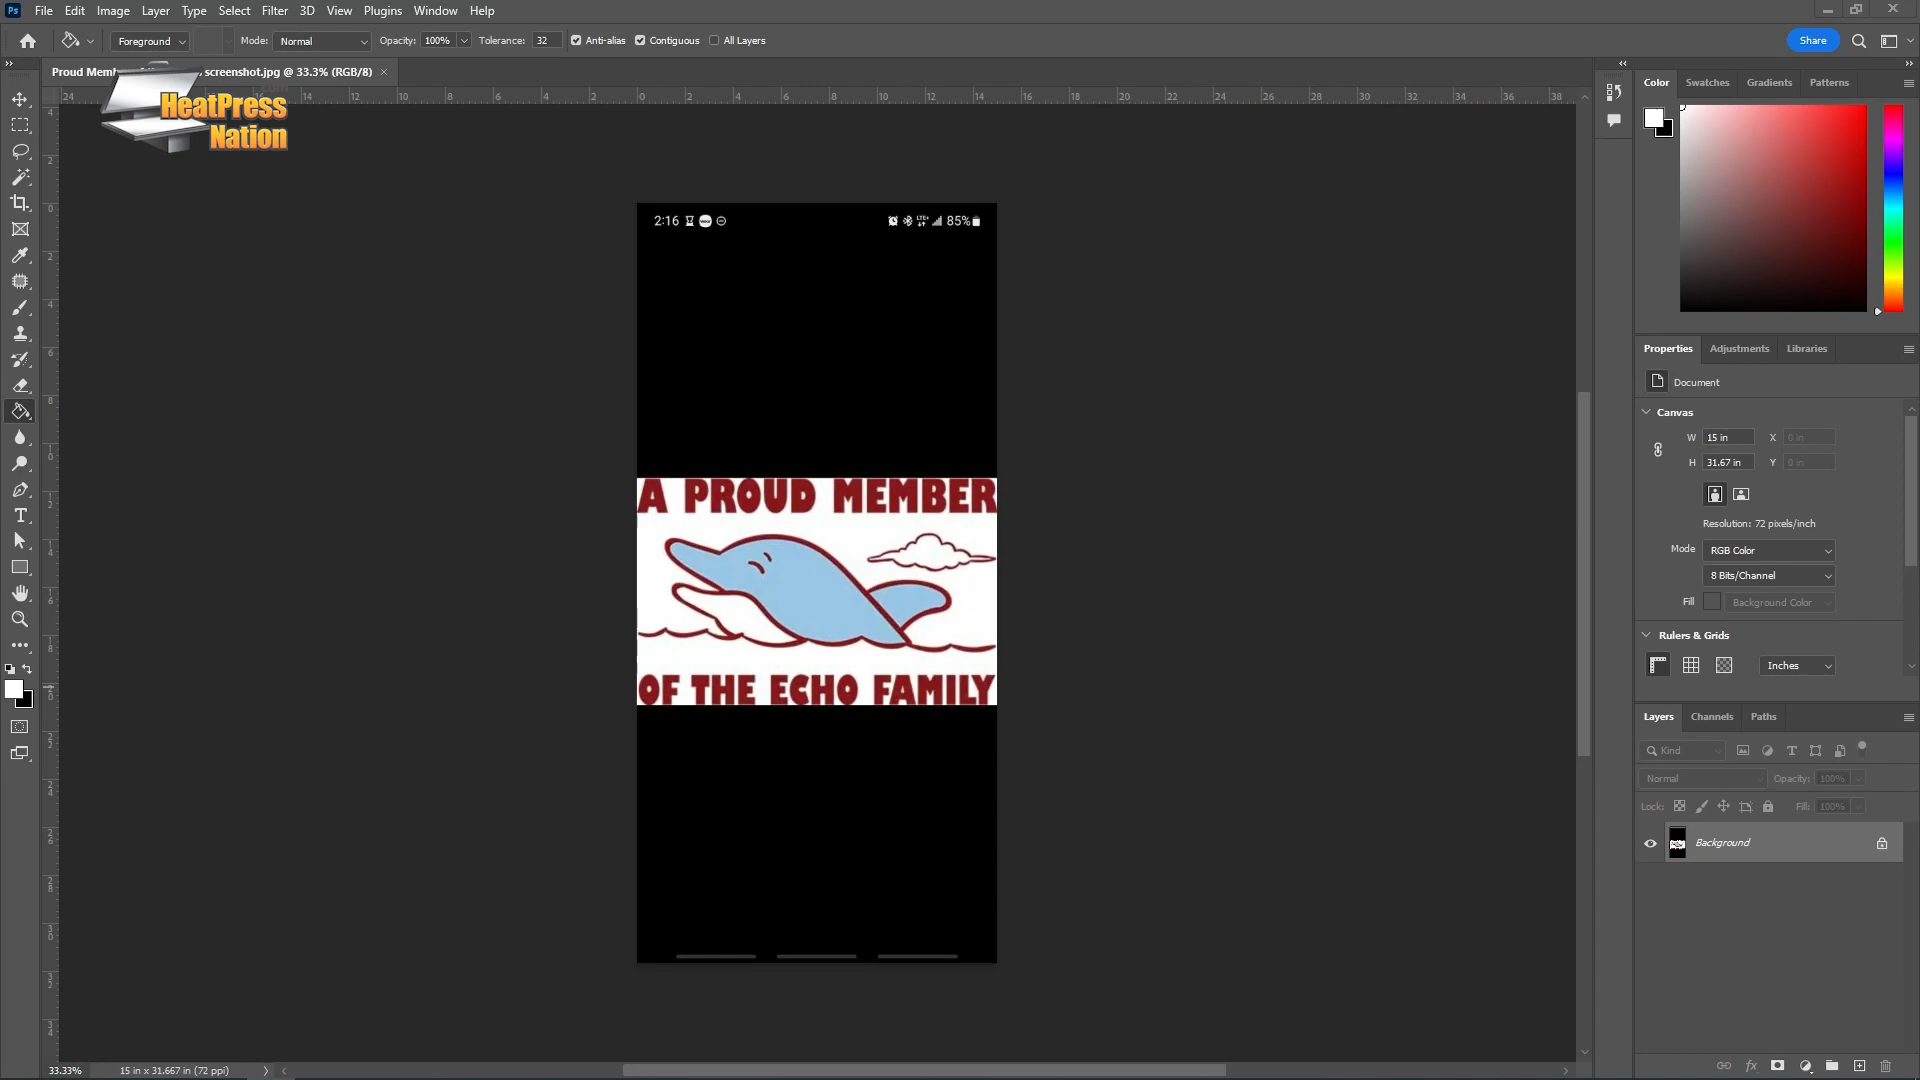 Ps File Edit Image Layer Type Select Filter 3D View Plugins Window Help
Foreground Mode: Normal Opacity: 100% Tolerance: 32 Anti-alias Contiguous All Layers Share
screenshot.jpg @ 33.3% (RGB/8) ×
HeatPress
Nation
Color Swatches Gradients Patterns
2:16 LTE+ 85%
A PROUD MEMBER
OF THE ECHO FAMILY
Properties Adjustments Libraries
Document
Canvas
W 15 in X 0 in
H 31.67 in Y 0 in
Resolution: 72 pixels/inch
Mode RGB Color
8 Bits/Channel
Fill Background Color
Rulers & Grids
Inches
Layers Channels Paths
Kind
Normal Opacity: 100%
Lock: Fill: 100%
Background
33.33% 15 in x 31.667 in (72 ppi)